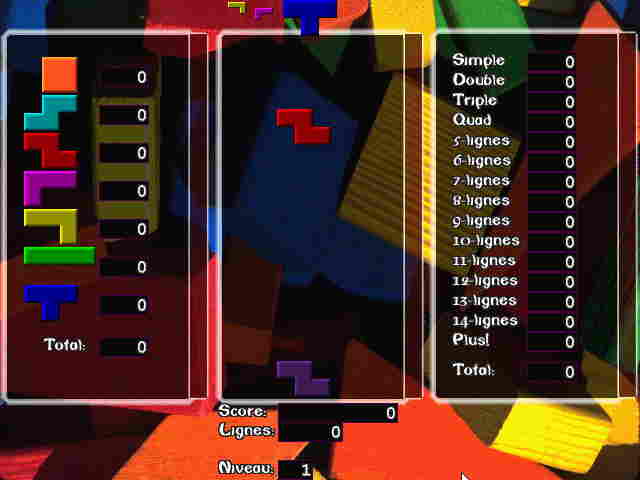 0
0
0
0
0
0
0
Total: 0
Simple 0
Double 0
Triple 0
Quad 0
5-lignes 0
6-lignes 0
7-lignes 0
8-lignes 0
9-lignes 0
10-lignes 0
11-lignes 0
12-lignes 0
13-lignes 0
14-lignes 0
Plus! 0
Total: 0
Score: 0
Lignes: 0
Niveau: 1